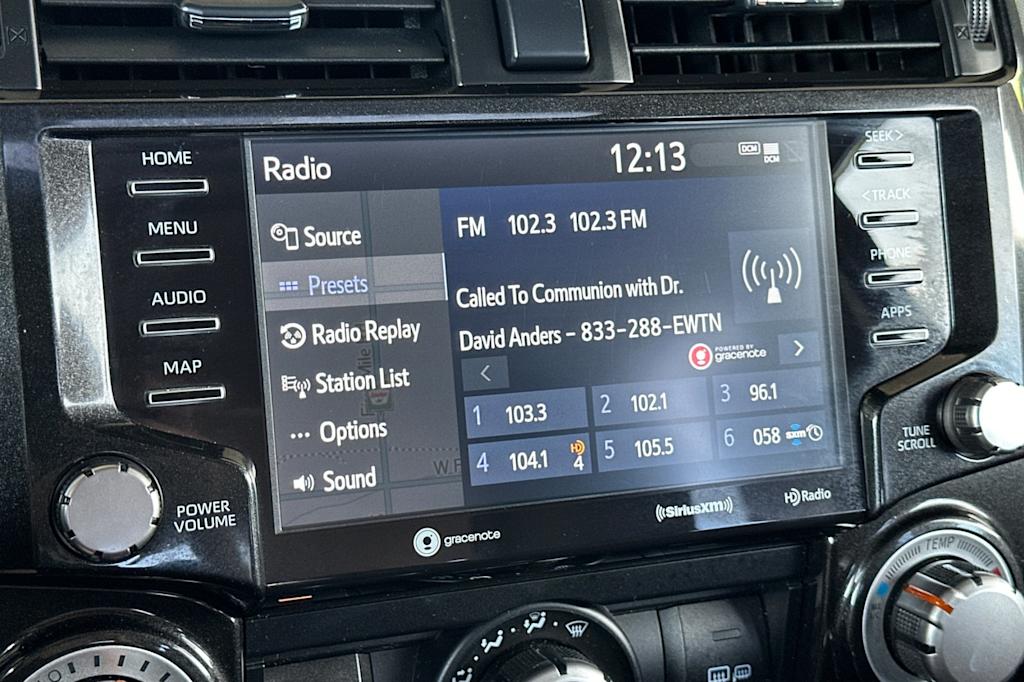 HOME
MENU
AUDIO
MAP
POWER
VOLUME
Radio
12:13
DCM
DCM
Source
Presets
Radio Replay
Station List
Options
Sound
FM 102.3 102.3 FM
Called To Communion with Dr.
David Anders - 833-288-EWTN
POWERED BY
gracenote
1 103.3
2 102.1
3 96.1
4 104.1 HD 4
5 105.5
6 058 sxm
Mile
W F
gracenote
((SiriusXM))
HD Radio
SEEK >
< TRACK
PHONE
APPS
TUNE
SCROLL
TEMP